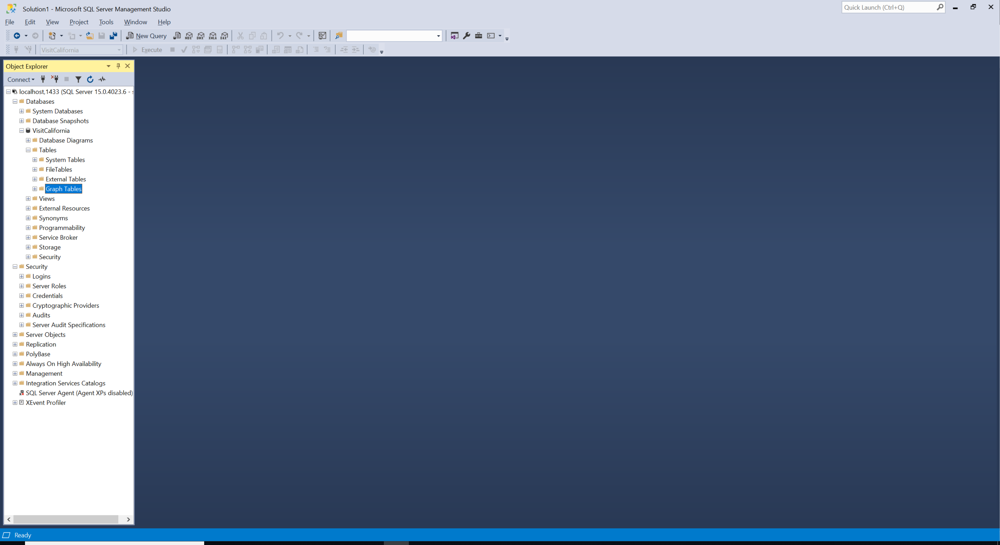 Solution1 - Microsoft SQL Server Management Studio
Quick Launch (Ctrl+Q)
File Edit View Project Tools Window Help
New Query MDX DMX XMLA DAX
VisitCalifornia Execute
Object Explorer
Connect
localhost,1433 (SQL Server 15.0.4023.6 -
Databases
System Databases
Database Snapshots
VisitCalifornia
Database Diagrams
Tables
System Tables
FileTables
External Tables
Graph Tables
Views
External Resources
Synonyms
Programmability
Service Broker
Storage
Security
Security
Logins
Server Roles
Credentials
Cryptographic Providers
Audits
Server Audit Specifications
Server Objects
Replication
PolyBase
Always On High Availability
Management
Integration Services Catalogs
SQL Server Agent (Agent XPs disabled)
XEvent Profiler
Ready